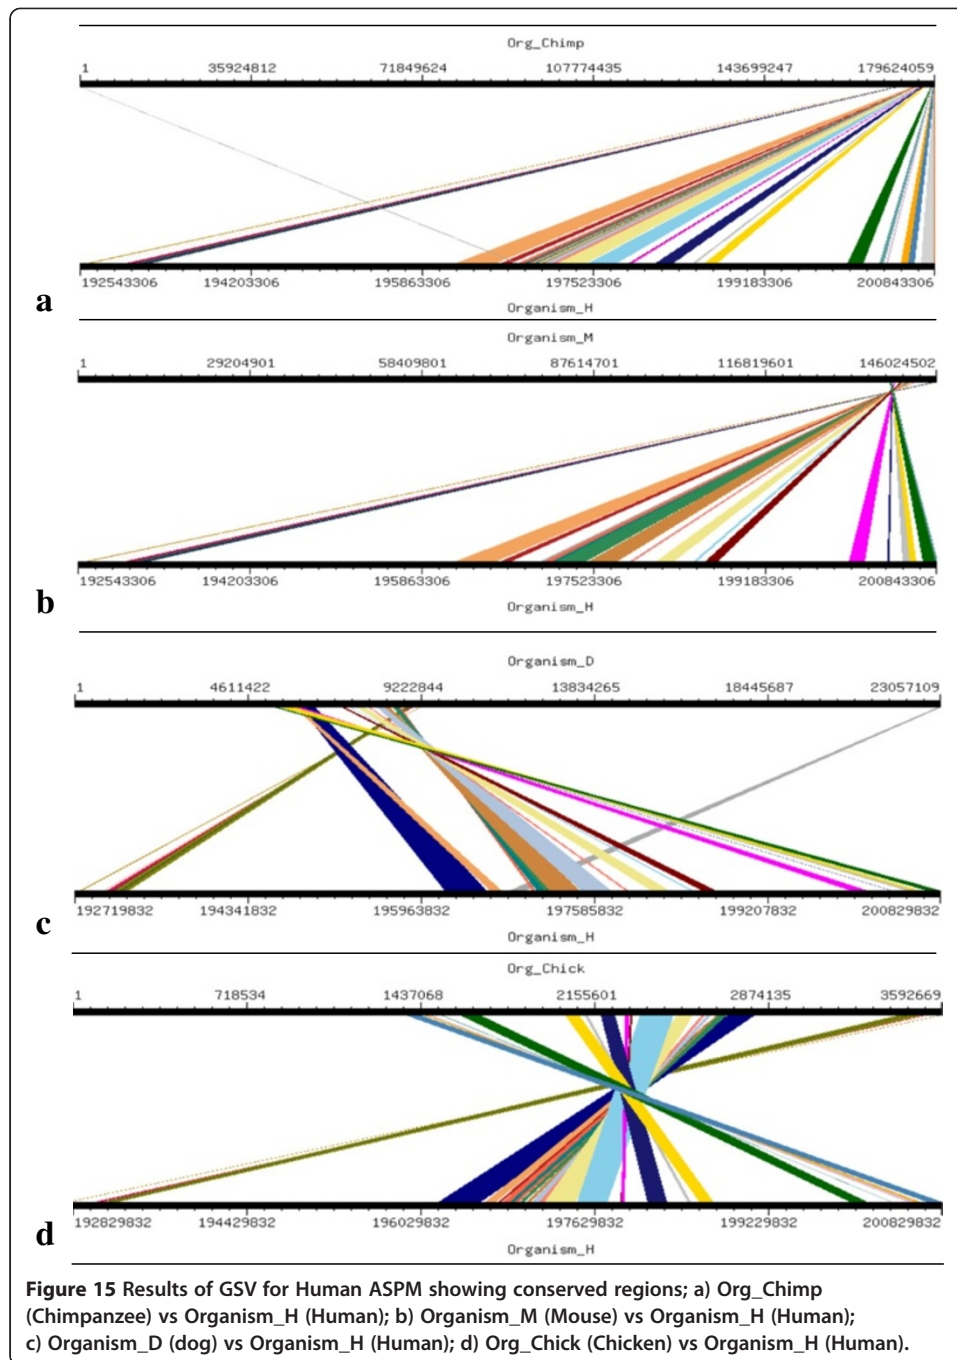 Org_Chimp
1 35924812 71849624 107774435 143699247 179624059
192543306 194203306 195863306 197523306 199183306 200843306
a
Organism_H
Organism_M
1 29204901 58409801 87614701 116819601 146024502
192543306 194203306 195863306 197523306 199183306 200843306
b
Organism_H
Organism_D
1 4611422 9222844 13834265 18445687 23057109
192719832 194341832 195963832 197585832 199207832 200829832
c
Organism_H
Org_Chick
1 718534 1437068 2155601 2874135 3592669
192829832 194429832 196029832 197629832 199229832 200829832
d
Organism_H
Figure 15 Results of GSV for Human ASPM showing conserved regions; a) Org_Chimp
(Chimpanzee) vs Organism_H (Human); b) Organism_M (Mouse) vs Organism_H (Human);
c) Organism_D (dog) vs Organism_H (Human); d) Org_Chick (Chicken) vs Organism_H (Human).